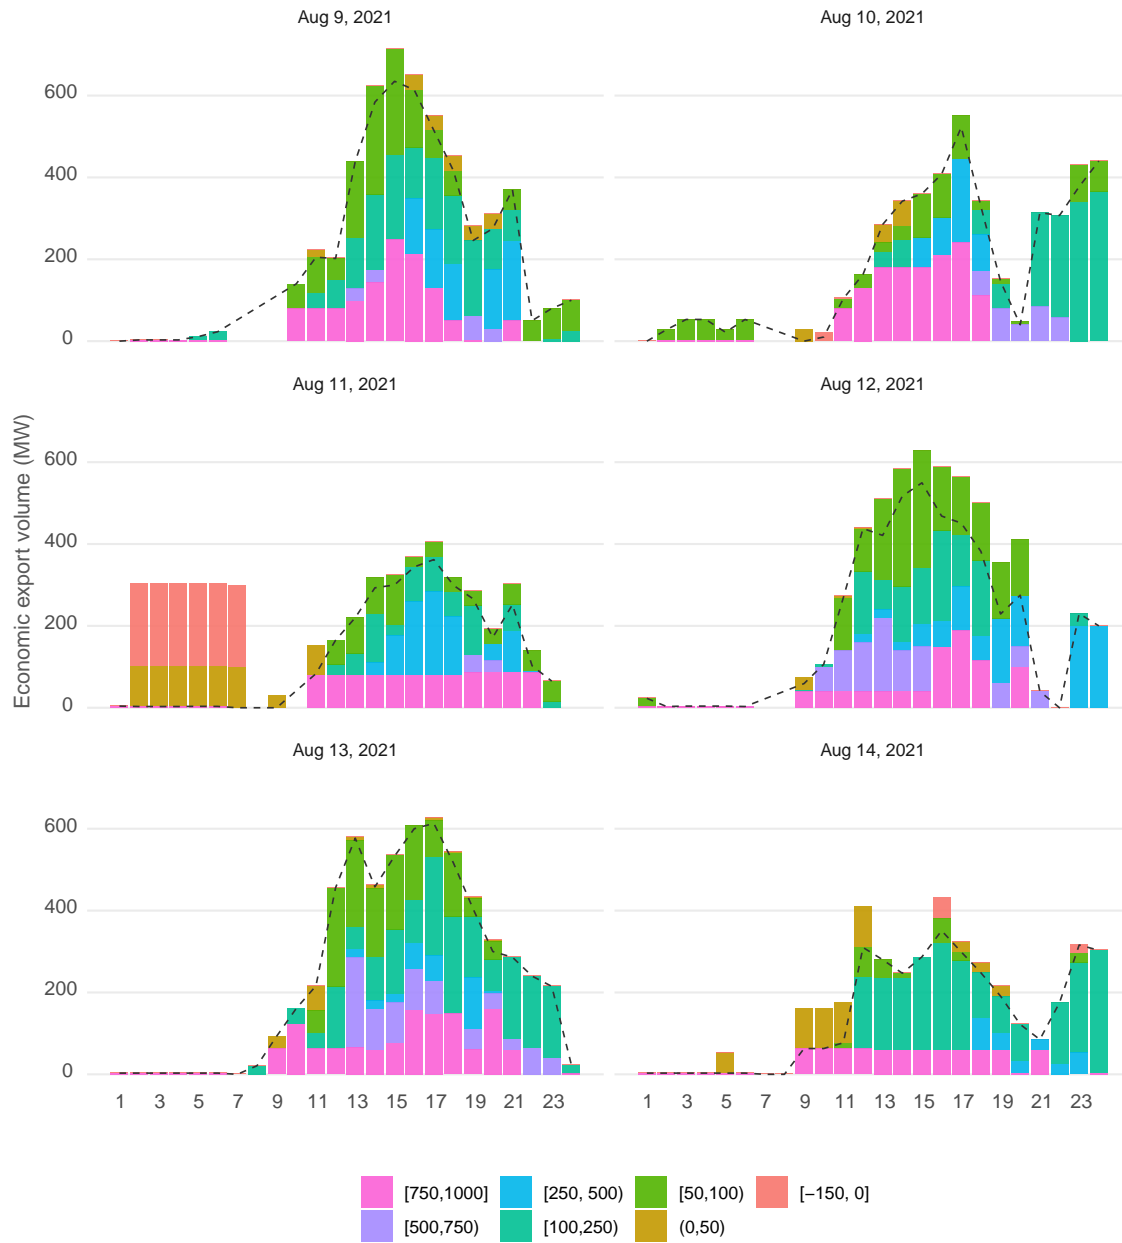 Aug 9, 2021
Aug 10, 2021
600
400
200
0
Aug 11, 2021
Aug 12, 2021
Economic export volume (MW)
600
400
200
0
Aug 13, 2021
Aug 14, 2021
600
400
200
0
1 3 5 7 9 11 13 15 17 19 21 23
1 3 5 7 9 11 13 15 17 19 21 23
[750,1000] [250, 500) [50,100) [−150, 0]
[500,750) [100,250) (0,50)